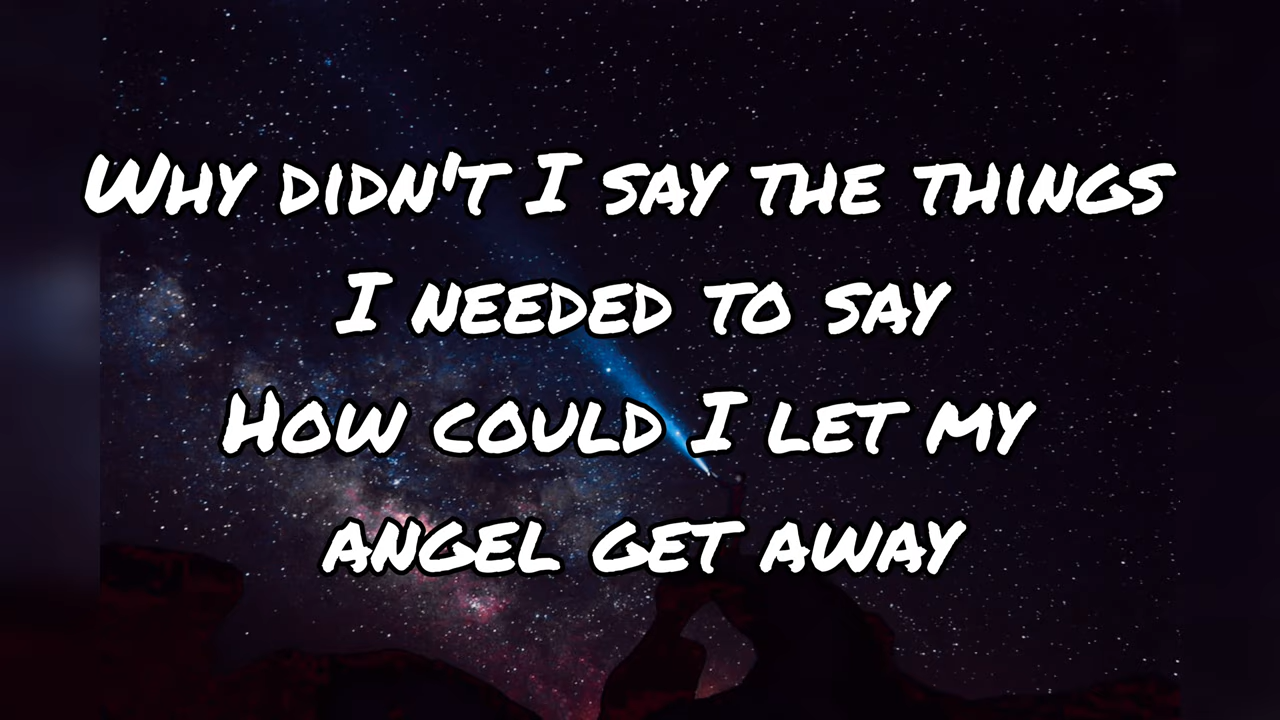 Why didn't I say the things
I needed to say
How could I let my
angel get away